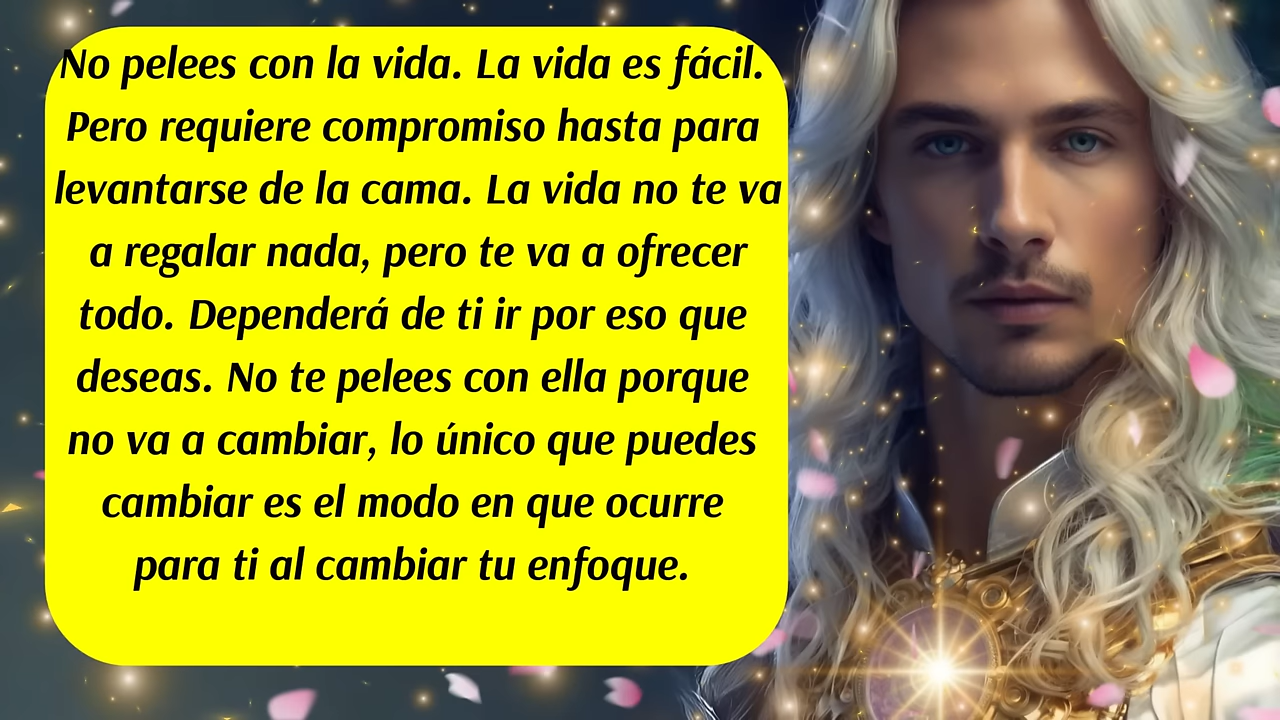 No pelees con la vida. La vida es fácil.
Pero requiere compromiso hasta para
levantarse de la cama. La vida no te va
a regalar nada, pero te va a ofrecer
todo. Dependerá de ti ir por eso que
deseas. No te pelees con ella porque
no va a cambiar, lo único que puedes
cambiar es el modo en que ocurre
para ti al cambiar tu enfoque.